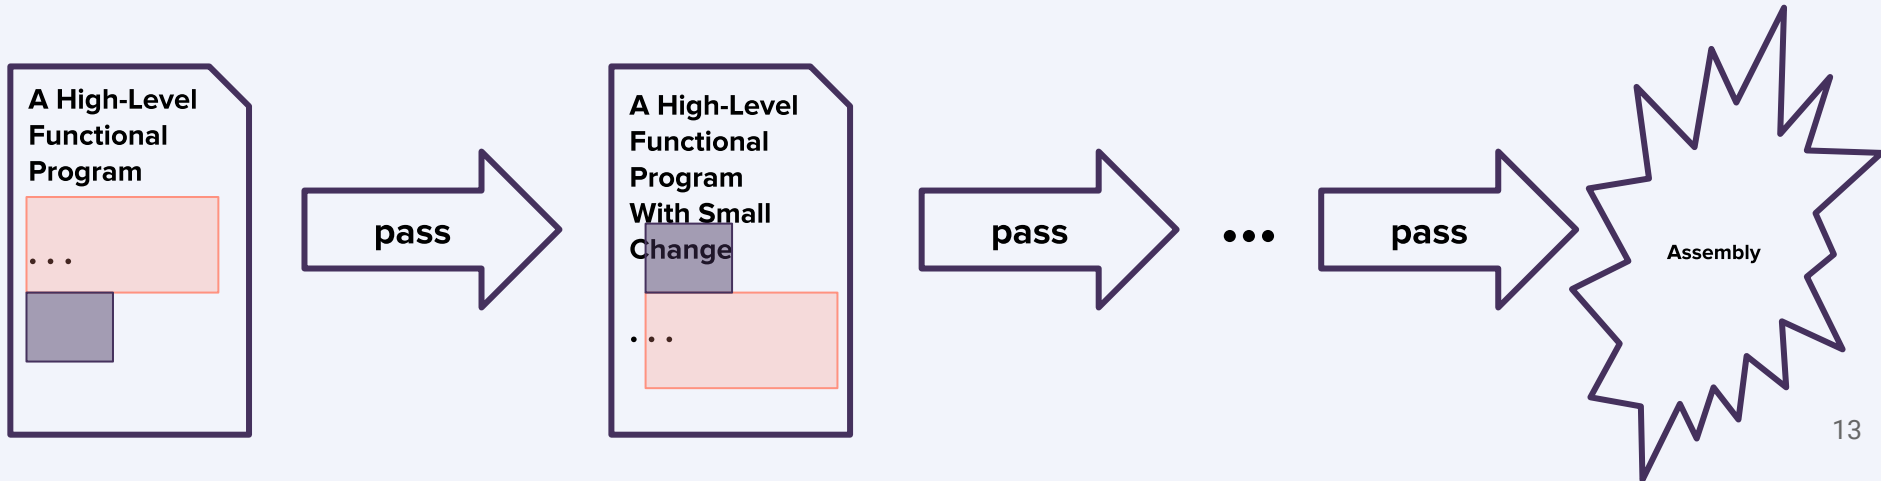 A High-Level
Functional
Program
. . .
pass
A High-Level
Functional
Program
With Small
Change
. . .
pass
...
pass
Assembly
13